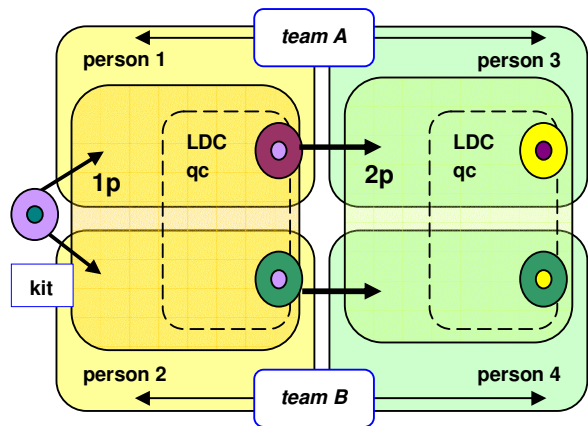 team A
person 1
person 3
LDC
qc
LDC
qc
1p
2p
kit
person 2
person 4
team B